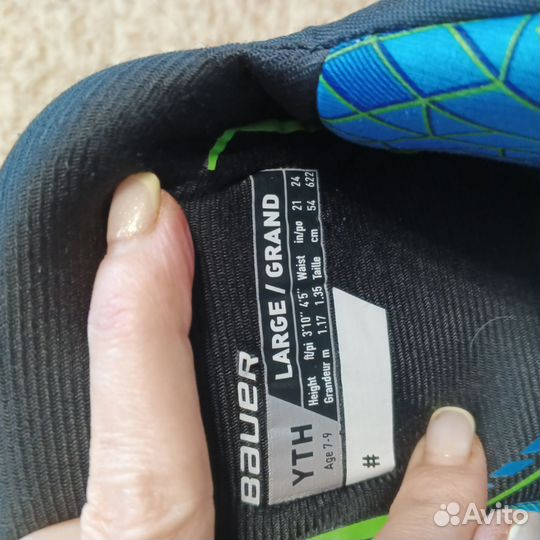 BAUER
YTH LARGE / GRAND
Age 7-9
Height ft/pi 3'10" 4'5" Waist in/po 21 24
Grandeur m 1.17 1.35 Taille cm 54 622
#
Avito